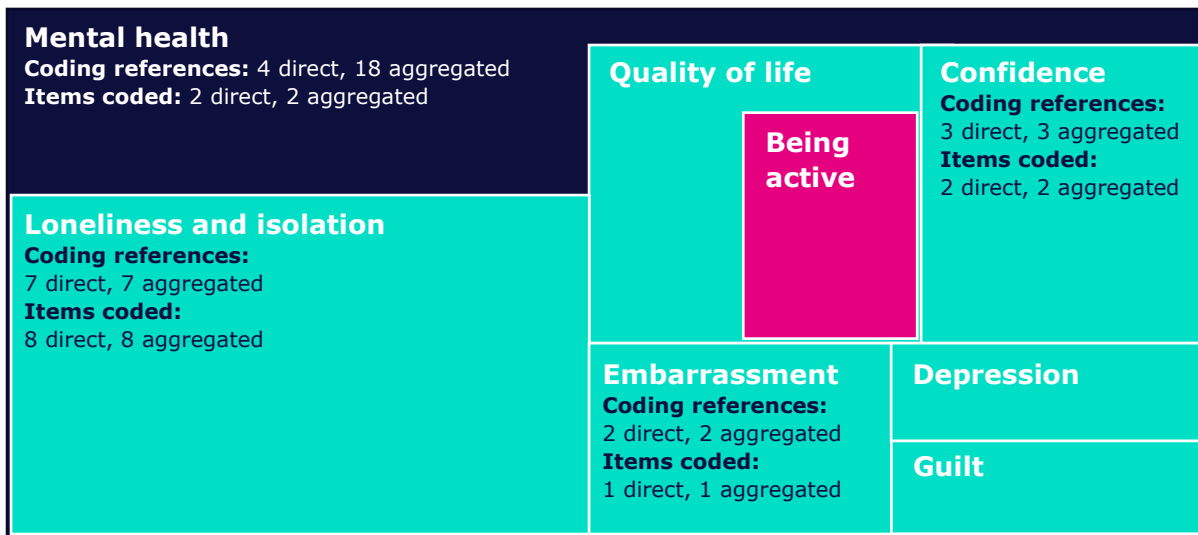 Mental health
Coding references: 4 direct, 18 aggregated
Items coded: 2 direct, 2 aggregated
Quality of life
Being
active
Confidence
Coding references:
3 direct, 3 aggregated
Items coded:
2 direct, 2 aggregated
Loneliness and isolation
Coding references:
7 direct, 7 aggregated
Items coded:
8 direct, 8 aggregated
Embarrassment
Coding references:
2 direct, 2 aggregated
Items coded:
1 direct, 1 aggregated
Depression
Guilt